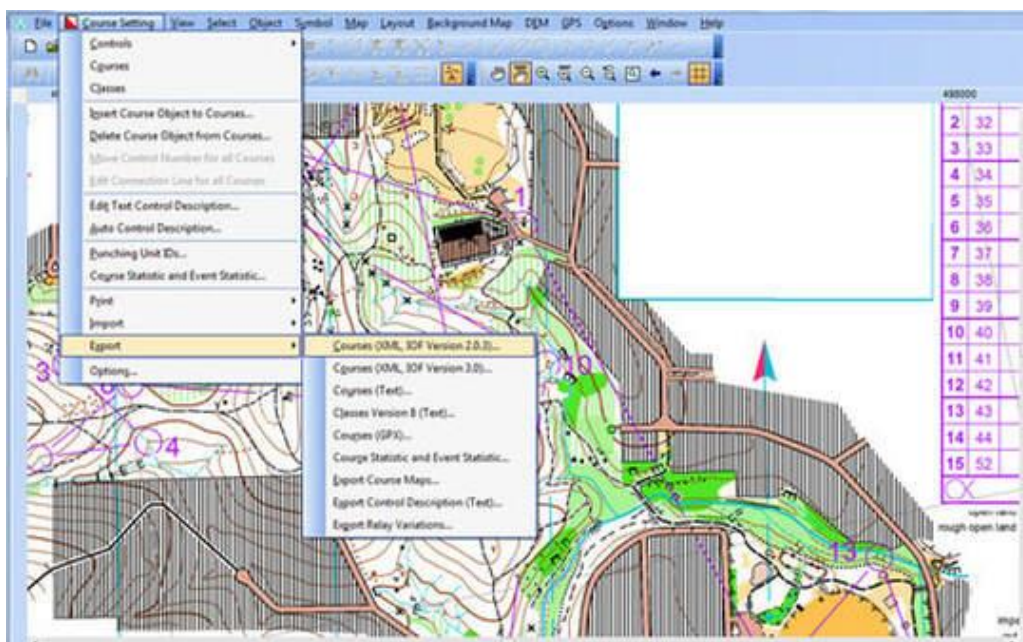 File Course Setting View Select Object Symbol Map Layout Background Map DEM GPS Options Window Help
Controls
Courses
Classes
Insert Course Object to Courses...
Delete Course Object from Courses...
Move Control Number for all Courses
Edit Connection Line for all Courses
Edit Text Control Description...
Auto Control Description...
Punching Unit IDs...
Course Statistic and Event Statistic...
Print
Import
Export
Options...
Courses (XML, IOF Version 2.0.3)...
Courses (XML, IOF Version 3.0)...
Courses (Text)...
Classes Version 8 (Text)...
Courses (GPX)...
Course Statistic and Event Statistic...
Export Course Maps...
Export Control Description (Text)...
Export Relay Variations...
498000
2 32
3 33
4 34
5 35
6 36
7 37
8 38
9 39
10 40
11 41
12 42
13 43
14 44
15 52
rough open land
1
3
4
10
13